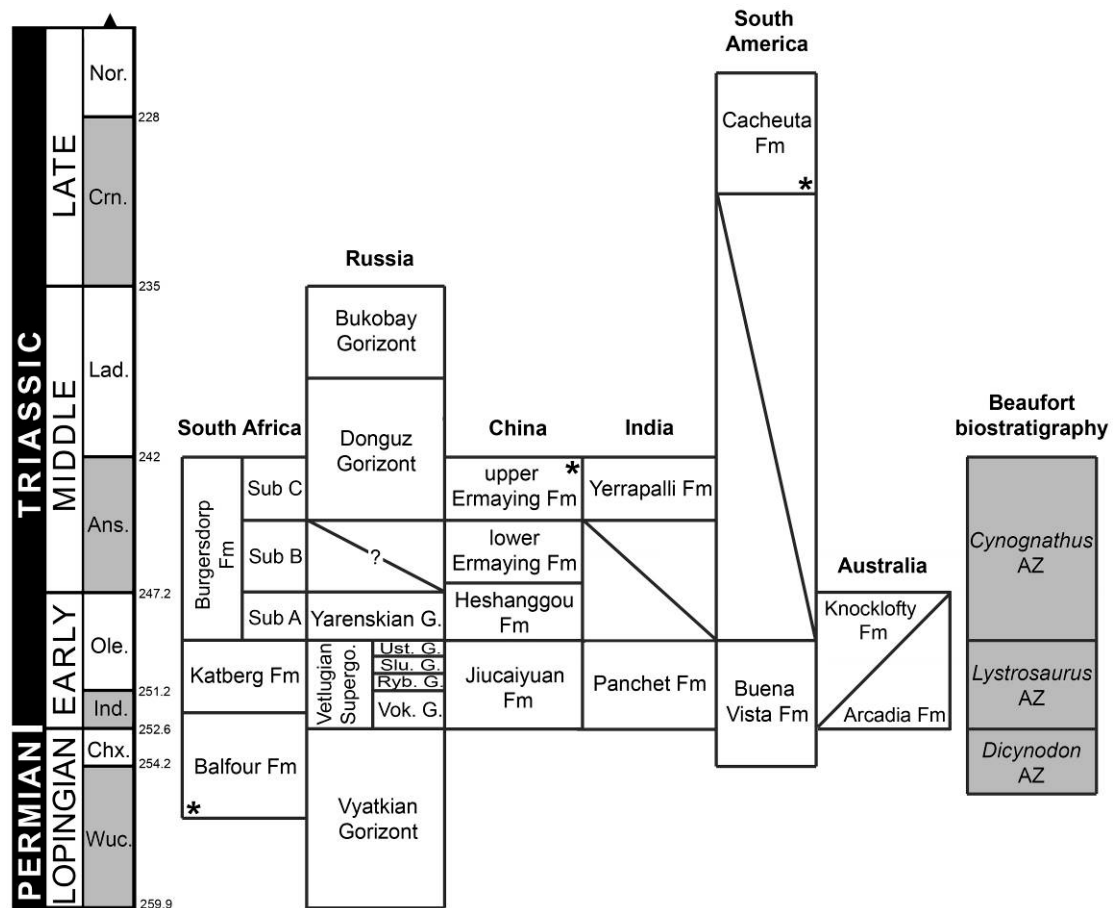 TRIASSIC
PERMIAN
LATE
MIDDLE
EARLY
LOPINGIAN
Nor.
Crn.
Lad.
Ans.
Ole.
Ind.
Chx.
Wuc.
228
235
242
247.2
251.2
252.6
254.2
259.9
South Africa
Burgersdorp
Fm
Sub C
Sub B
Sub A
Katberg Fm
Balfour Fm
*
Russia
Bukobay
Gorizont
Donguz
Gorizont
?
Yarenskian G.
Vetlugian
Supergo.
Ust. G.
Slu. G.
Ryb. G.
Vok. G.
Vyatkian
Gorizont
China
upper *
Ermaying Fm
lower
Ermaying Fm
Heshanggou
Fm
Jiucaiyuan
Fm
India
Yerrapalli Fm
Panchet Fm
South
America
Cacheuta
Fm
*
Buena
Vista Fm
Australia
Knocklofty
Fm
Arcadia Fm
Beaufort
biostratigraphy
Cynognathus
AZ
Lystrosaurus
AZ
Dicynodon
AZ